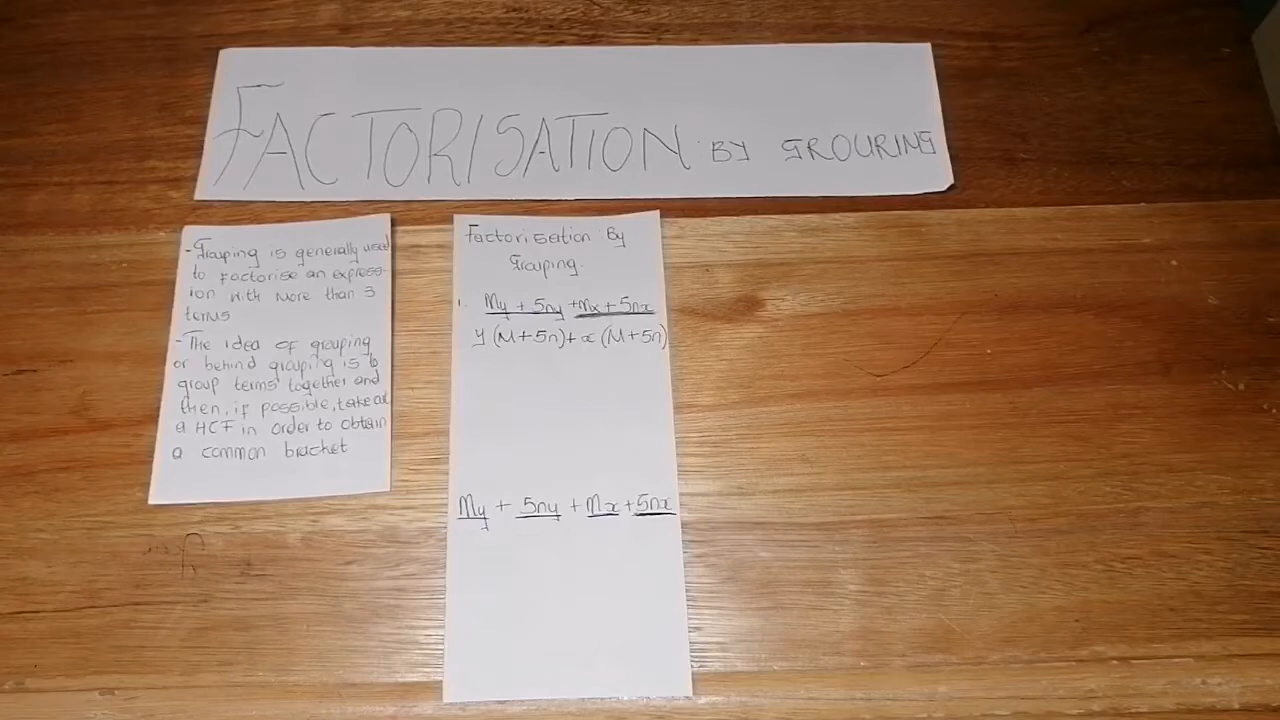 FACTORISATION BY GROURING
- Grouping is generally used
to factorise an express-
ion with more than 3
terms
- The idea of grouping
or behind grouping is to
group terms together and
then, if possible, take out
a HCF in order to obtain
a common bracket
Factorisation By
Grouping.
1. My + 5ny + Mx + 5nx
y (M+5n) + x (M+5n)
My + 5ny + Mx + 5nx